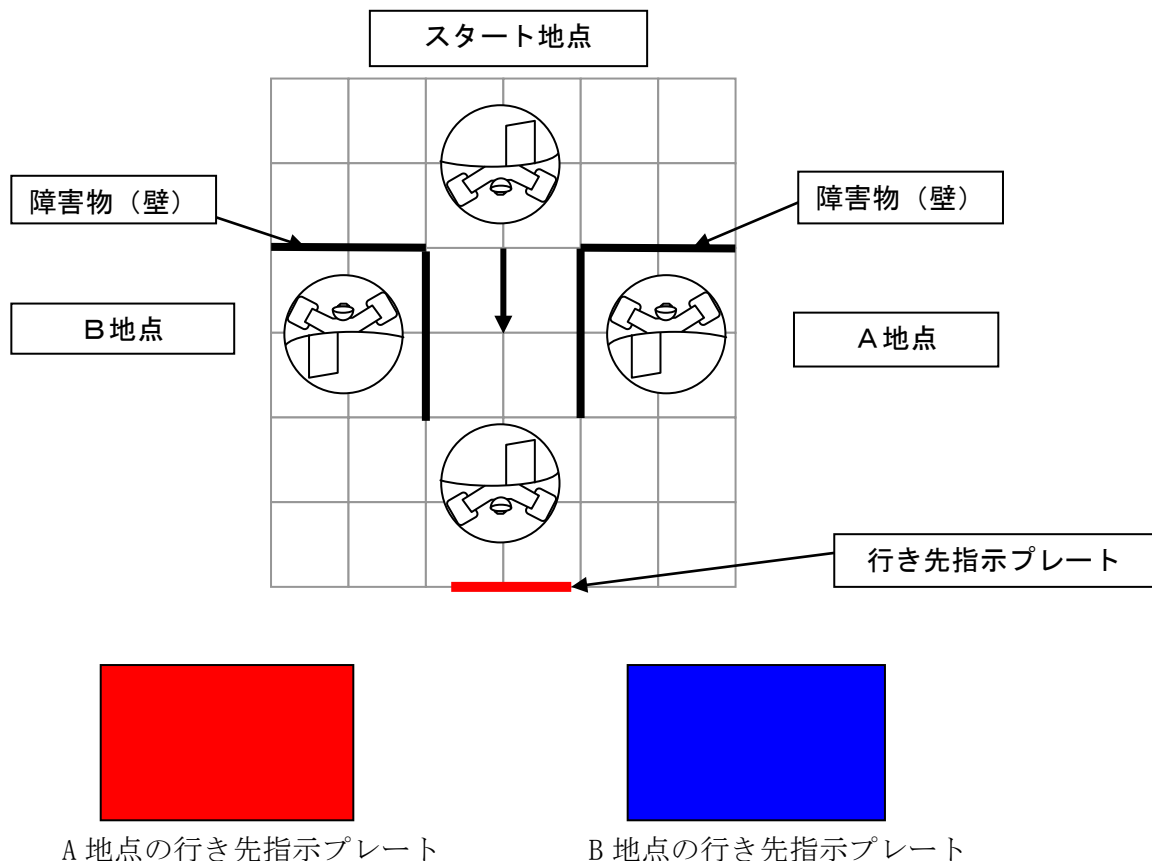 スタート地点
障害物（壁）
障害物（壁）
Ｂ地点
Ａ地点
行き先指示プレート
A 地点の行き先指示プレート
B 地点の行き先指示プレート